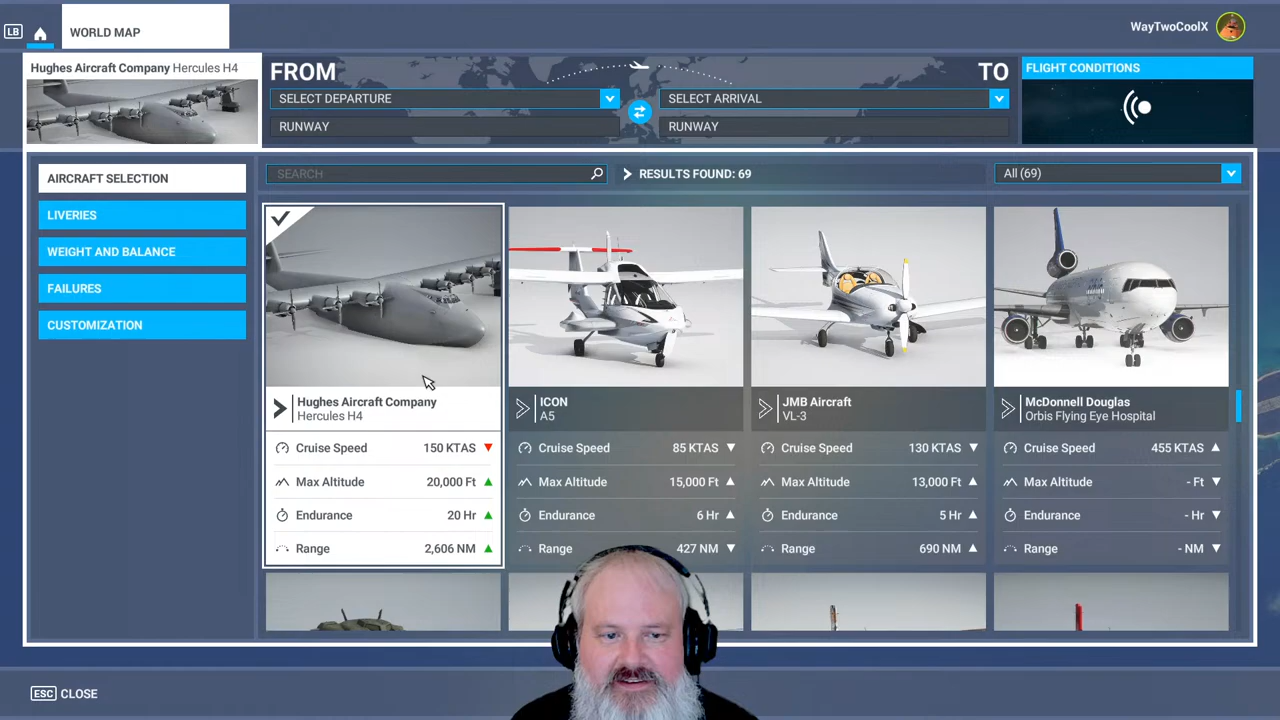 LB
WORLD MAP
WayTwoCoolX
Hughes Aircraft Company Hercules H4
FROM
TO
FLIGHT CONDITIONS
SELECT DEPARTURE
SELECT ARRIVAL
RUNWAY
RUNWAY
AIRCRAFT SELECTION
LIVERIES
WEIGHT AND BALANCE
FAILURES
CUSTOMIZATION
SEARCH
RESULTS FOUND: 69
All (69)
Hughes Aircraft Company
Hercules H4
Cruise Speed 150 KTAS
Max Altitude 20,000 Ft
Endurance 20 Hr
Range 2,606 NM
ICON
A5
Cruise Speed 85 KTAS
Max Altitude 15,000 Ft
Endurance 6 Hr
Range 427 NM
JMB Aircraft
VL-3
Cruise Speed 130 KTAS
Max Altitude 13,000 Ft
Endurance 5 Hr
Range 690 NM
McDonnell Douglas
Orbis Flying Eye Hospital
Cruise Speed 455 KTAS
Max Altitude - Ft
Endurance - Hr
Range - NM
ESC CLOSE